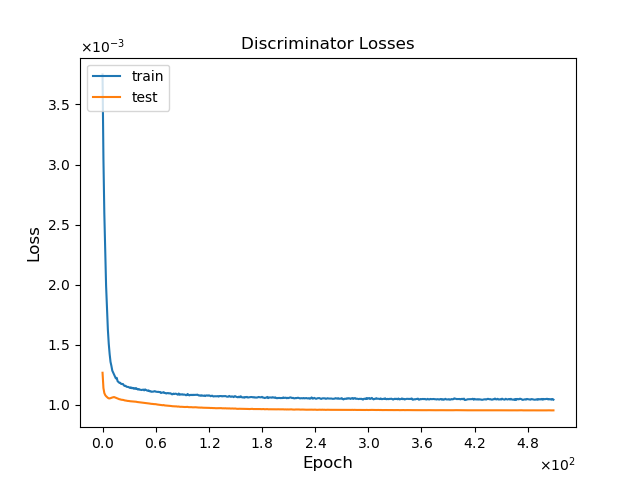 Discriminator Losses
×10⁻³
train
test
3.5
3.0
2.5
2.0
1.5
1.0
Loss
0.0 0.6 1.2 1.8 2.4 3.0 3.6 4.2 4.8
Epoch
×10²